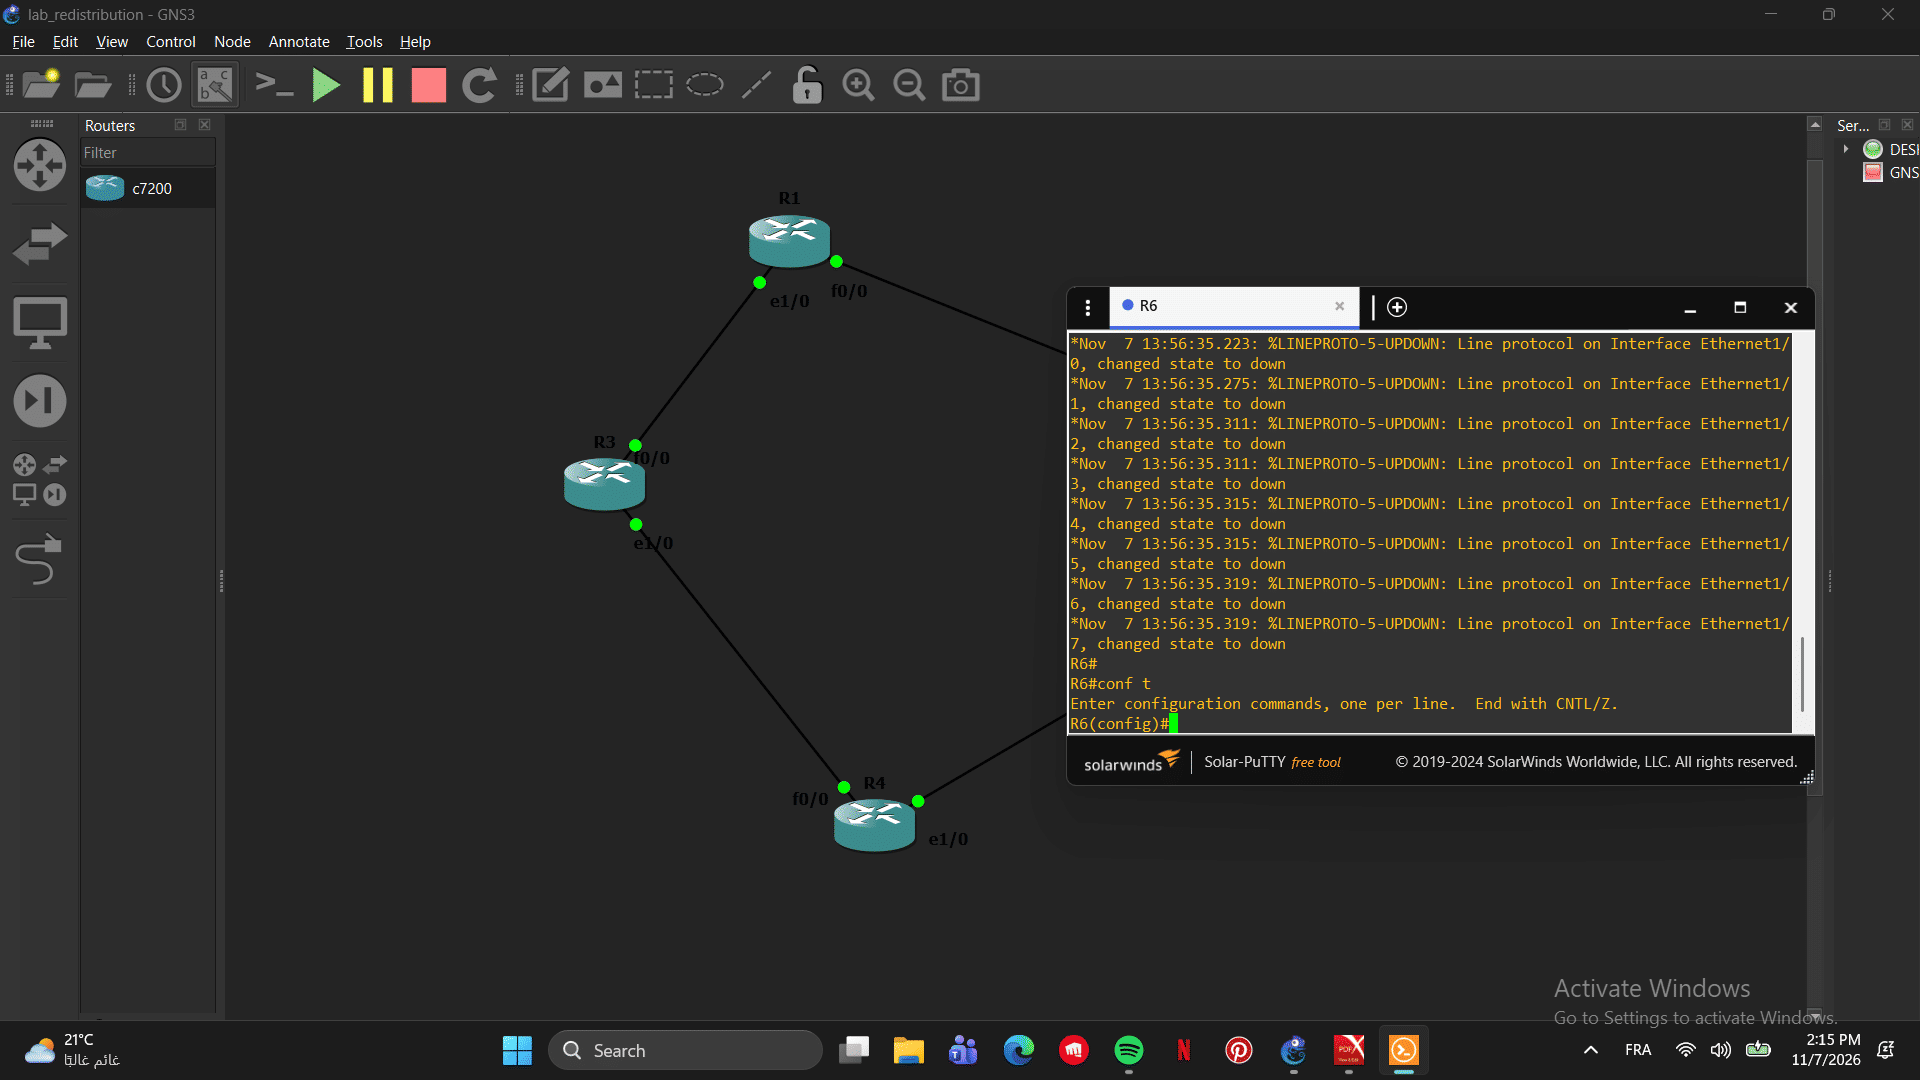 lab_redistribution - GNS3
File Edit View Control Node Annotate Tools Help
Routers
Filter
c7200
Ser...
DESH
GNS
R1
e1/0
f0/0
R3
f0/0
e1/0
R4
f0/0
e1/0
R6
*Nov  7 13:56:35.223: %LINEPROTO-5-UPDOWN: Line protocol on Interface Ethernet1/
0, changed state to down
*Nov  7 13:56:35.275: %LINEPROTO-5-UPDOWN: Line protocol on Interface Ethernet1/
1, changed state to down
*Nov  7 13:56:35.311: %LINEPROTO-5-UPDOWN: Line protocol on Interface Ethernet1/
2, changed state to down
*Nov  7 13:56:35.311: %LINEPROTO-5-UPDOWN: Line protocol on Interface Ethernet1/
3, changed state to down
*Nov  7 13:56:35.315: %LINEPROTO-5-UPDOWN: Line protocol on Interface Ethernet1/
4, changed state to down
*Nov  7 13:56:35.315: %LINEPROTO-5-UPDOWN: Line protocol on Interface Ethernet1/
5, changed state to down
*Nov  7 13:56:35.319: %LINEPROTO-5-UPDOWN: Line protocol on Interface Ethernet1/
6, changed state to down
*Nov  7 13:56:35.319: %LINEPROTO-5-UPDOWN: Line protocol on Interface Ethernet1/
7, changed state to down
R6#
R6#conf t
Enter configuration commands, one per line.  End with CNTL/Z.
R6(config)#
solarwinds Solar-PuTTY free tool © 2019-2024 SolarWinds Worldwide, LLC. All rights reserved.
Activate Windows
Go to Settings to activate Windows.
21°C
غائم غالبًا
Search
FRA
2:15 PM
11/7/2026